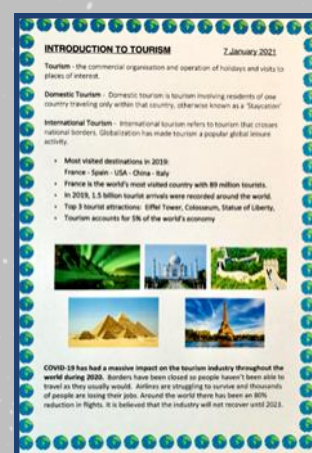 INTRODUCTION TO TOURISM 7 January 2021
Tourism - the commercial organisation and operation of holidays and visits to
places of interest.
Domestic Tourism - Domestic tourism is tourism involving residents of one
country traveling only within that country, otherwise known as a 'Staycation'
International Tourism - International tourism refers to tourism that crosses
national borders. Globalization has made tourism a popular global leisure
activity.
• Most visited destinations in 2019:
France - Spain - USA - China - Italy
• France is the world's most visited country with 89 million tourists.
• In 2019, 1.5 billion tourist arrivals were recorded around the world.
• Top 3 tourist attractions: Eiffel Tower, Colosseum, Statue of Liberty,
• Tourism accounts for 5% of the world's economy
COVID-19 has had a massive impact on the tourism industry throughout the
world during 2020. Borders have been closed so people haven't been able to
travel as they usually would. Airlines are struggling to survive and thousands
of people are losing their jobs. Around the world there has been an 80%
reduction in flights. It is believed that the industry will not recover until 2023.